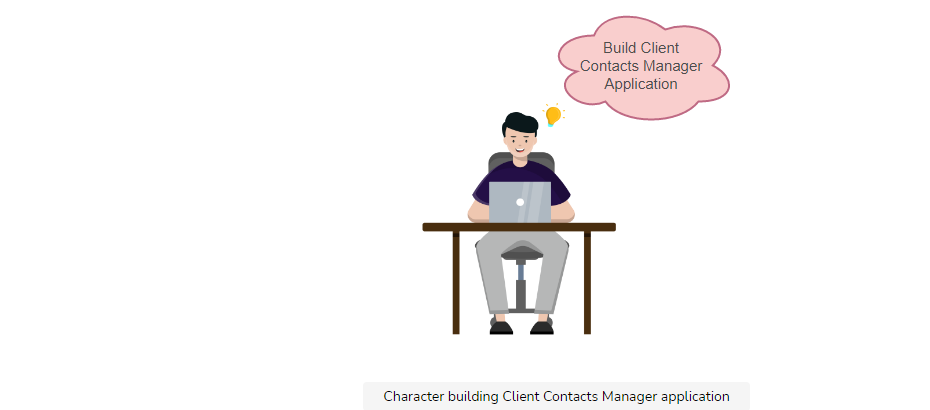 Build Client
Contacts Manager
Application
Character building Client Contacts Manager application